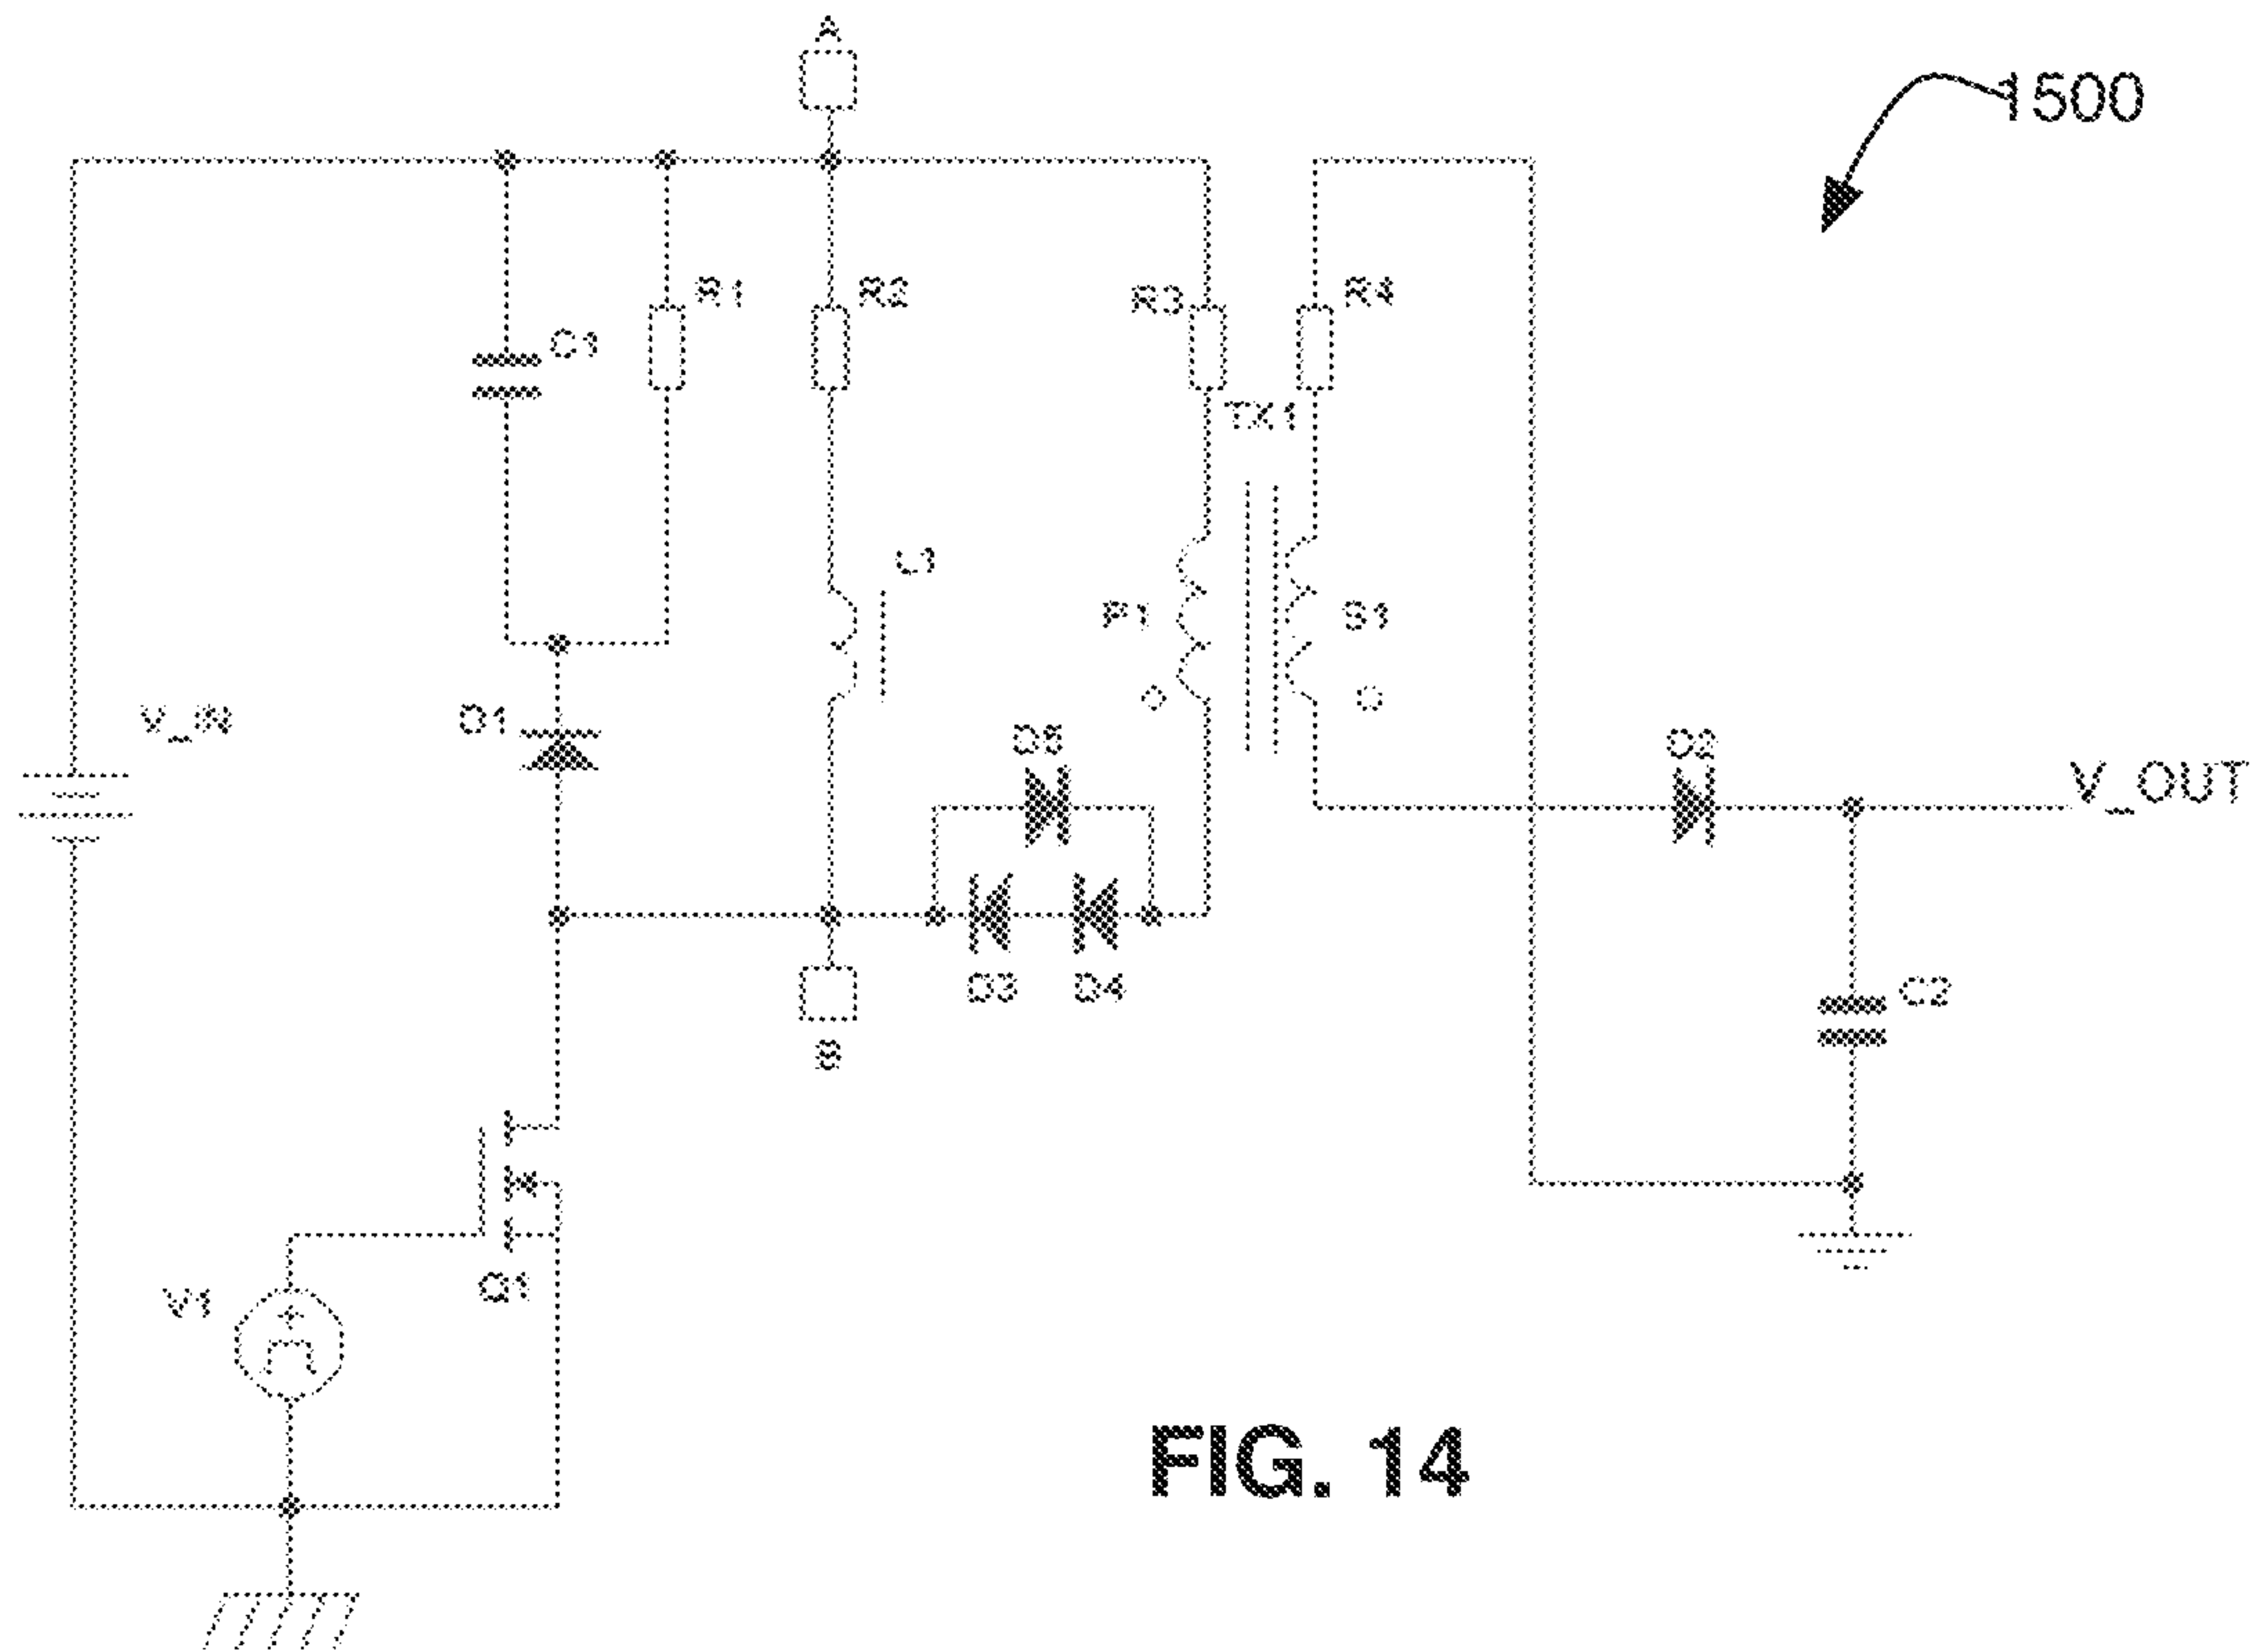 A
1500
R1
R2
R3
R4
C1
TX1
L1
P1
S1
V_IN
D1
D5
D2
V_OUT
D3
D4
C2
B
Q1
V1
FIG. 14